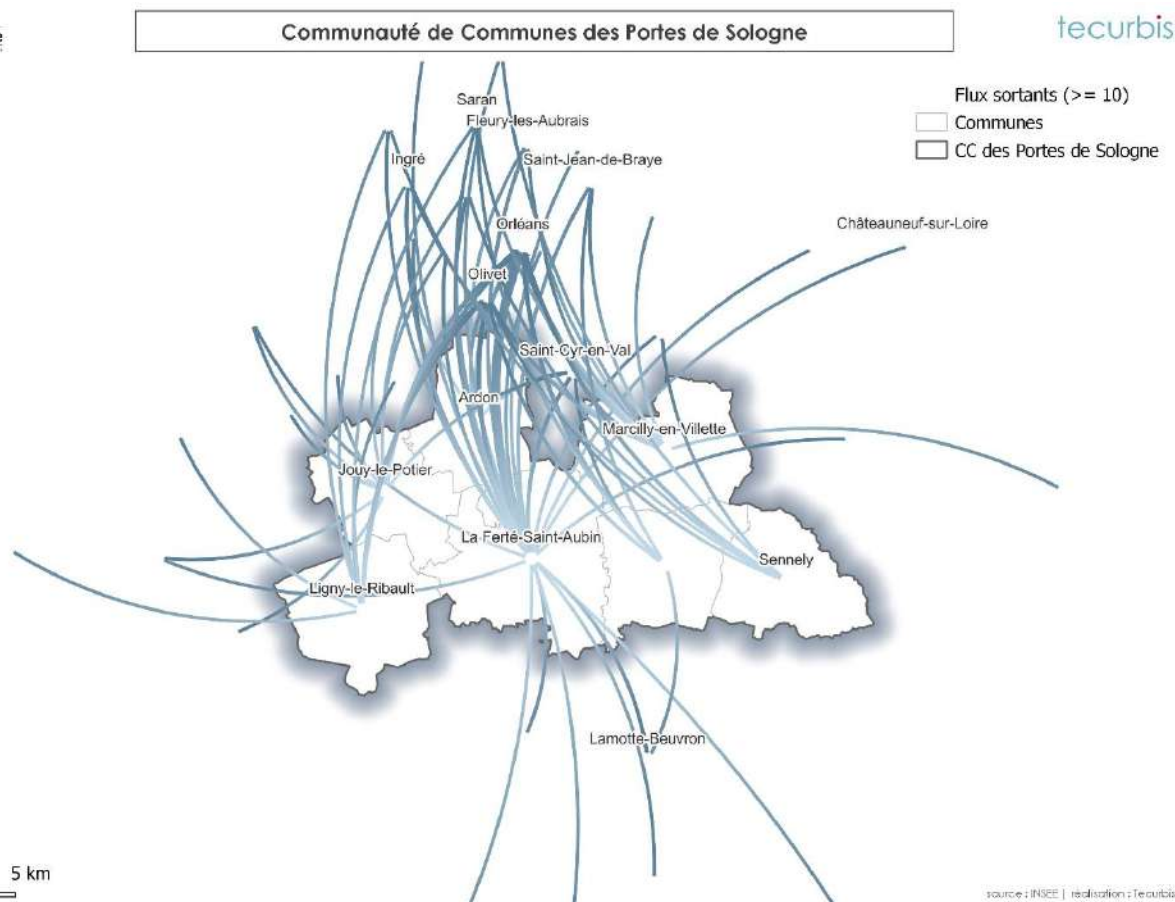 Communauté de Communes des Portes de Sologne
tecurbis
Flux sortants (>= 10)
Communes
CC des Portes de Sologne
Saran
Fleury-les-Aubrais
Ingré
Saint-Jean-de-Braye
Orléans
Châteauneuf-sur-Loire
Olivet
Saint-Cyr-en-Val
Ardon
Marcilly-en-Villette
Jouy-le-Potier
La Ferté-Saint-Aubin
Sennely
Ligny-le-Ribault
Lamotte-Beuvron
5 km
source : INSEE | réalisation : Tecurbis